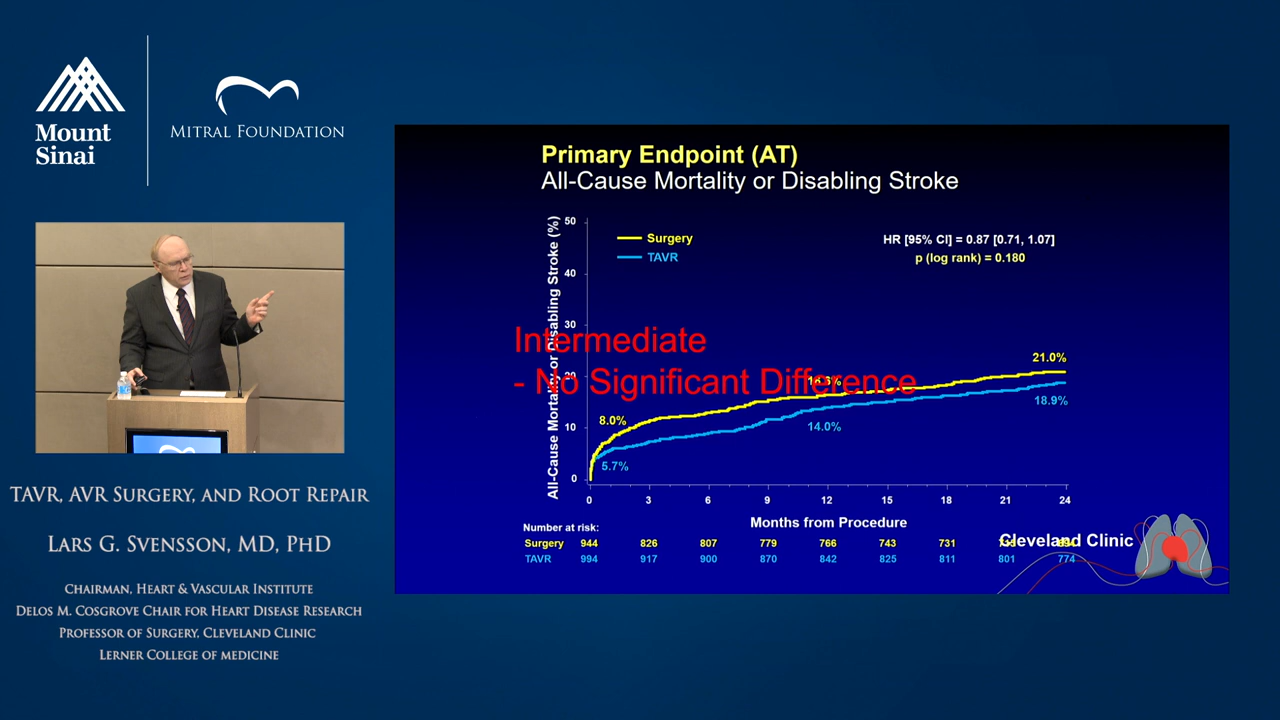 Mount
Sinai
MITRAL FOUNDATION
TAVR, AVR SURGERY, AND ROOT REPAIR
LARS G. SVENSSON, MD, PHD
CHAIRMAN, HEART & VASCULAR INSTITUTE
DELOS M. COSGROVE CHAIR FOR HEART DISEASE RESEARCH
PROFESSOR OF SURGERY, CLEVELAND CLINIC
LERNER COLLEGE OF MEDICINE
Primary Endpoint (AT)
All-Cause Mortality or Disabling Stroke
All-Cause Mortality or Disabling Stroke (%)
50
40
30
10
0
Surgery
TAVR
HR [95% CI] = 0.87 [0.71, 1.07]
p (log rank) = 0.180
Intermediate
- No Significant Difference
21.0%
18.9%
8.0%
14.0%
5.7%
0 3 6 9 12 15 18 21 24
Months from Procedure
Number at risk:
Surgery 944 826 807 779 766 743 731
TAVR 994 917 900 870 842 825 811 801 774
Cleveland Clinic